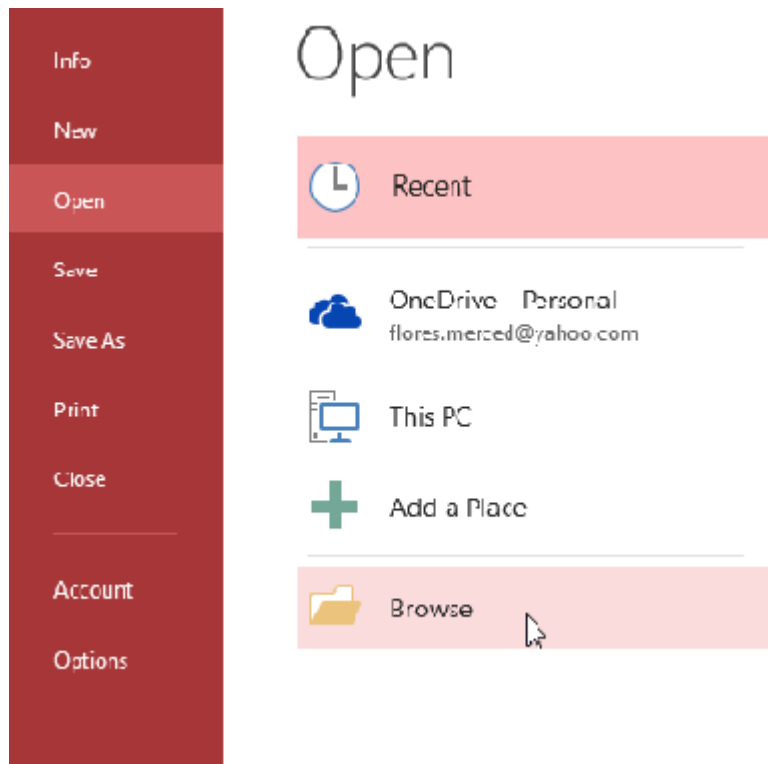 Info
New
Open
Save
Save As
Print
Close
Account
Options
Open
Recent
OneDrive Personal
flores.merced@yahoo.com
This PC
Add a Place
Browse